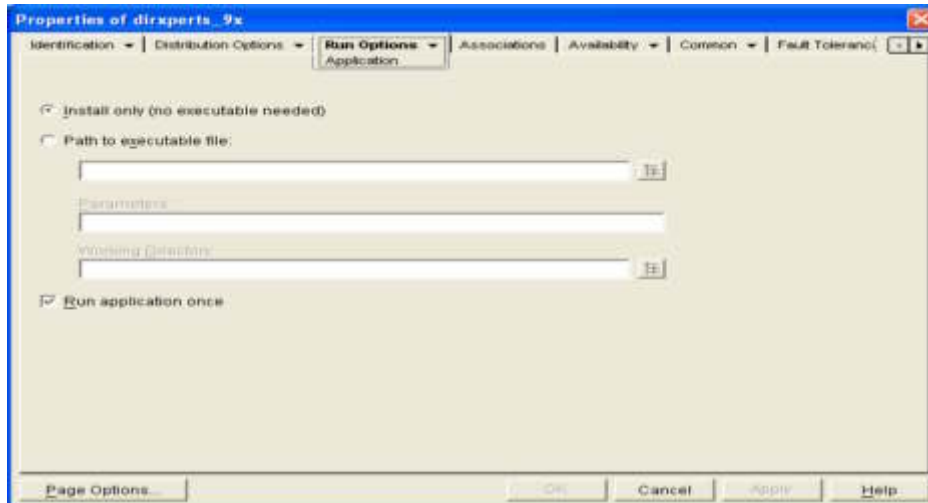 Properties of dirxperts_9x
Identification
Distribution Options
Run Options
Associations
Availability
Common
Fault Toleranc
Application
Install only (no executable needed)
Path to executable file:
Parameters
Working Directory
Run application once
Page Options...
OK
Cancel
Apply
Help